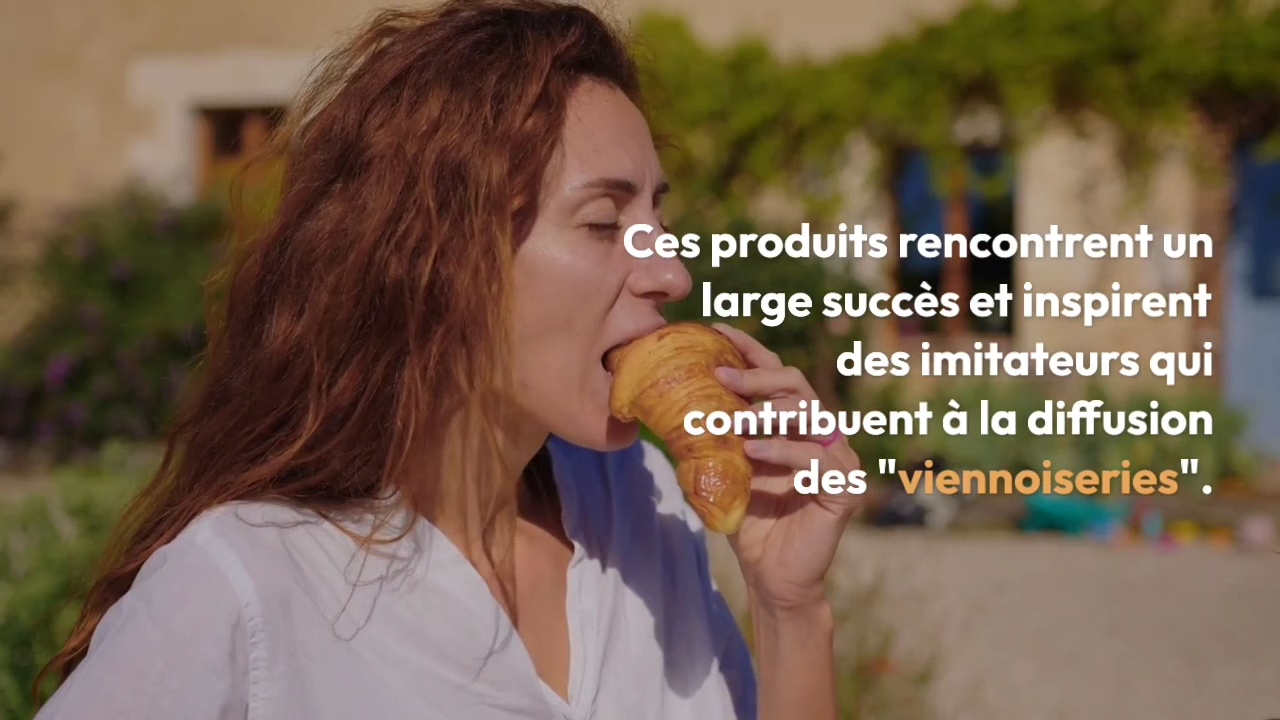 Ces produits rencontrent un
large succès et inspirent
des imitateurs qui
contribuent à la diffusion
des "viennoiseries".